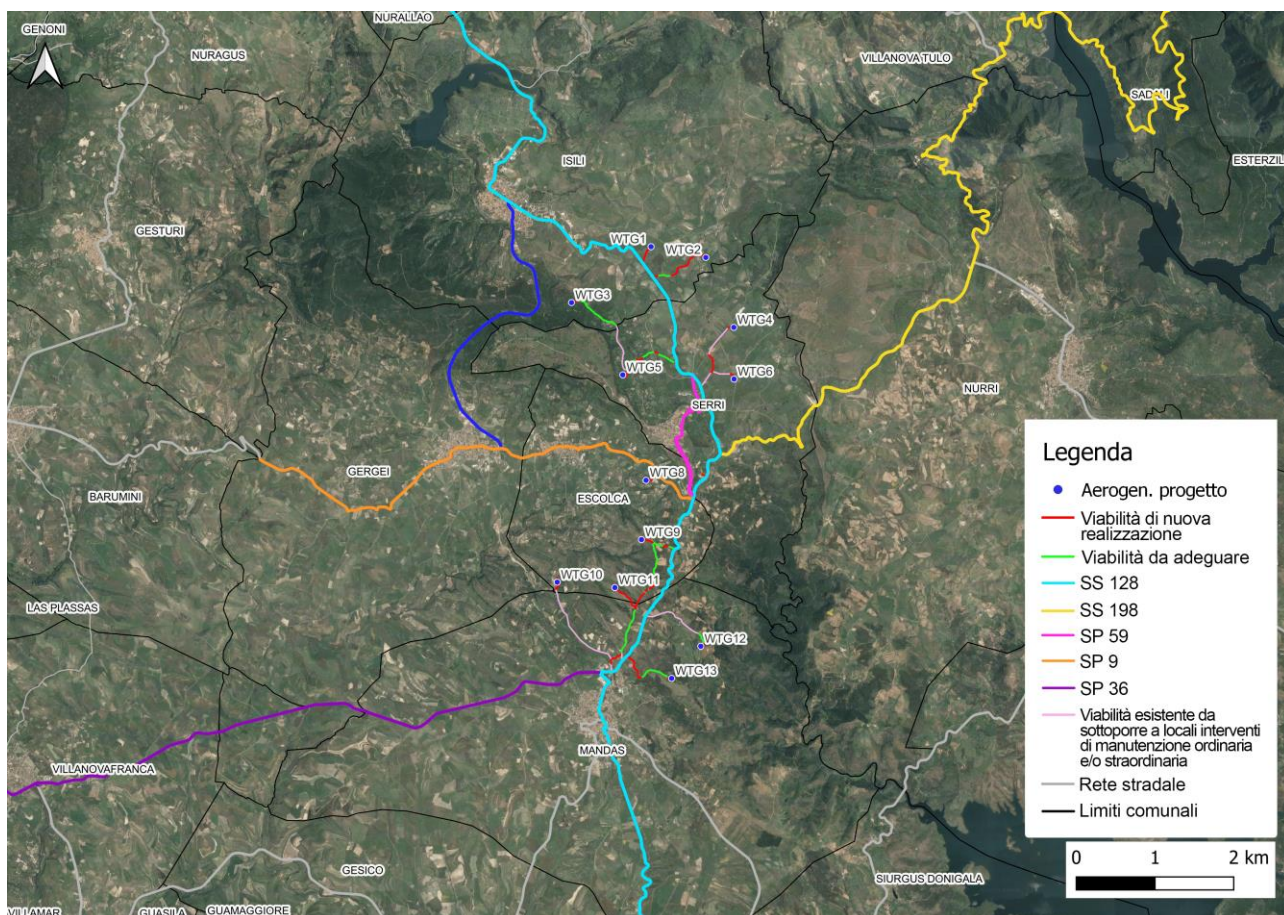 NURALLAO
GENONI
NURAGUS
VILLANOVA TULO
SADALI
ISILI
ESTERZIL
GESTURI
WTG1
WTG2
WTG3
WTG4
WTG5
WTG6
SERRI
NURRI
GERGEI
WTG8
BARUMINI
ESCOLCA
WTG9
WTG10
WTG11
LAS PLASSAS
WTG12
WTG13
MANDAS
VILLANOVAFRANCA
GESICO
SIURGUS DONIGALA
VILLAMAR
GUASILA
GUAMAGGIORE
Legenda
Aerogen. progetto
Viabilità di nuova
realizzazione
Viabilità da adeguare
SS 128
SS 198
SP 59
SP 9
SP 36
Viabilità esistente da
sottoporre a locali interventi
di manutenzione ordinaria
e/o straordinaria
Rete stradale
Limiti comunali
0 1 2 km